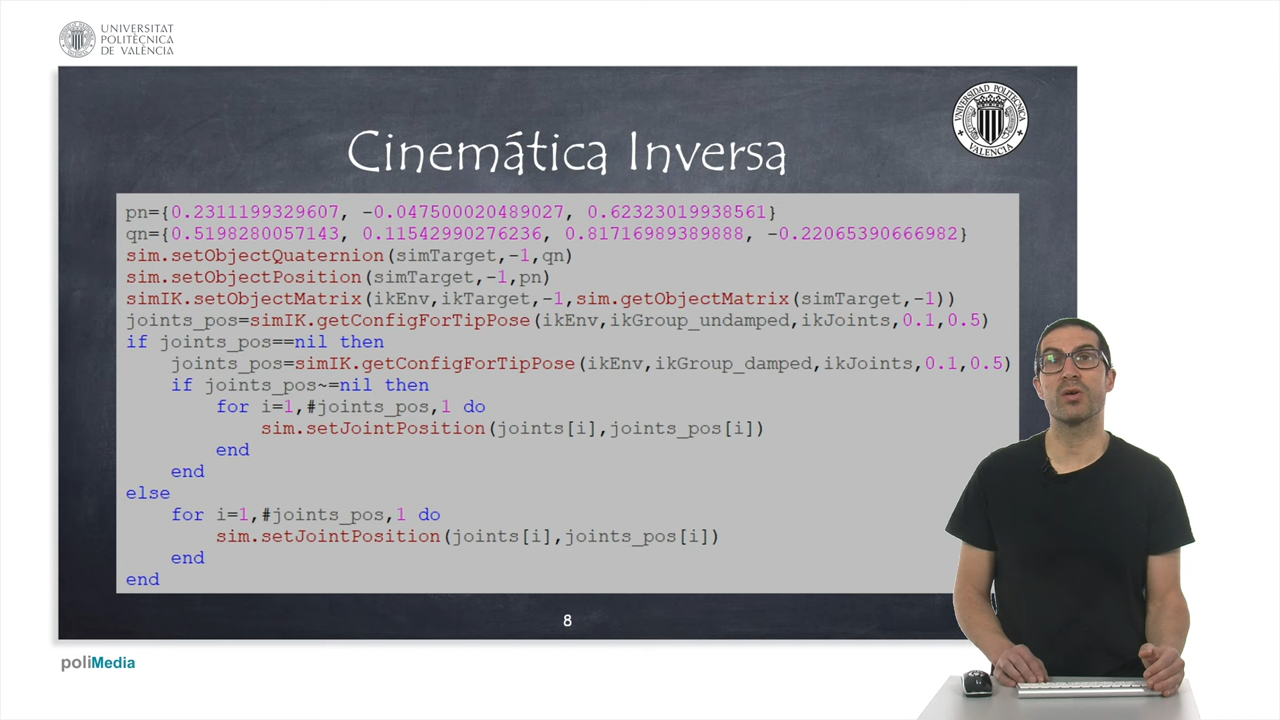 UNIVERSITAT
POLITÈCNICA
DE VALÈNCIA
UNIVERSIDAD POLITECNICA
VALENCIA
Cinemática Inversa
pn={0.2311199329607, -0.047500020489027, 0.62323019938561}
qn={0.5198280057143, 0.11542990276236, 0.81716989389888, -0.22065390666982}
sim.setObjectQuaternion(simTarget,-1,qn)
sim.setObjectPosition(simTarget,-1,pn)
simIK.setObjectMatrix(ikEnv,ikTarget,-1,sim.getObjectMatrix(simTarget,-1))
joints_pos=simIK.getConfigForTipPose(ikEnv,ikGroup_undamped,ikJoints,0.1,0.5)
if joints_pos==nil then
    joints_pos=simIK.getConfigForTipPose(ikEnv,ikGroup_damped,ikJoints,0.1,0.5)
    if joints_pos~=nil then
        for i=1,#joints_pos,1 do
            sim.setJointPosition(joints[i],joints_pos[i])
        end
    end
else
    for i=1,#joints_pos,1 do
        sim.setJointPosition(joints[i],joints_pos[i])
    end
end
8
poliMedia